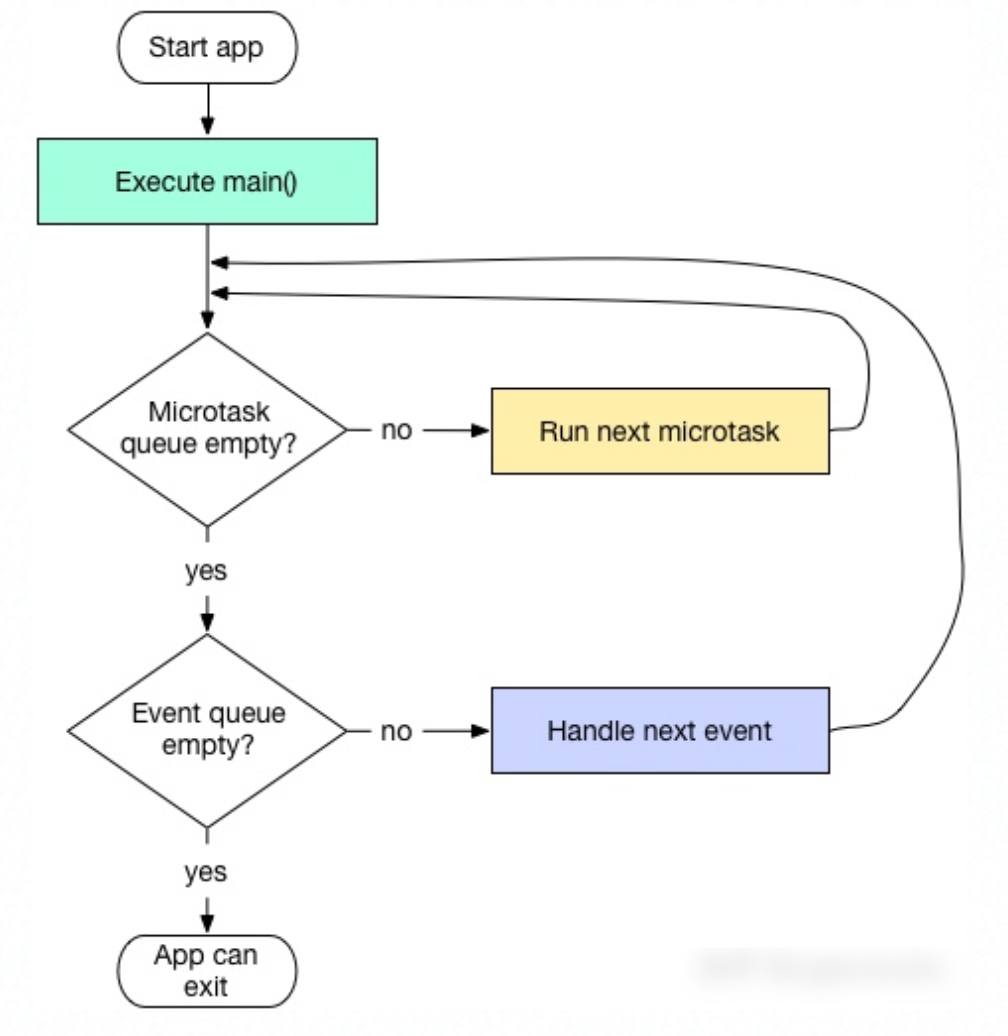 Start app
Execute main()
Microtask
queue empty?
no
Run next microtask
yes
Event queue
empty?
no
Handle next event
yes
App can
exit